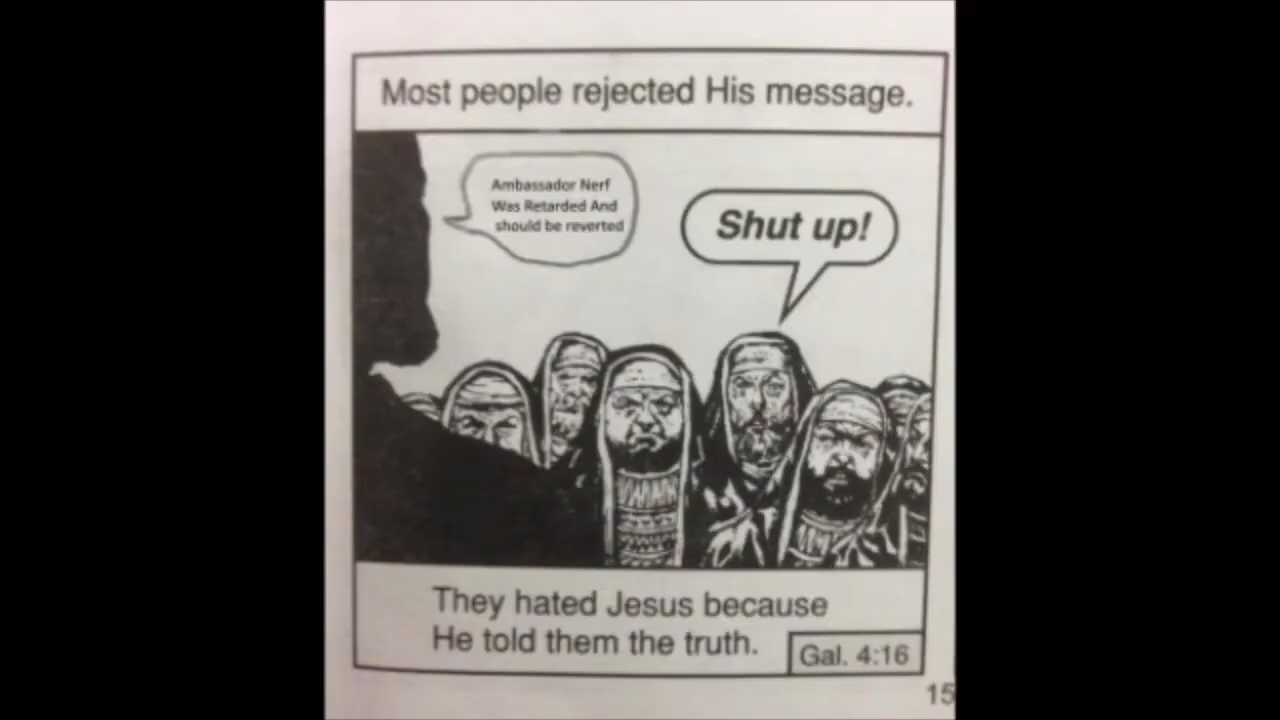 Most people rejected His message.
Ambassador Nerf
Was Retarded And
should be reverted
Shut up!
They hated Jesus because
He told them the truth.
Gal. 4:16
15